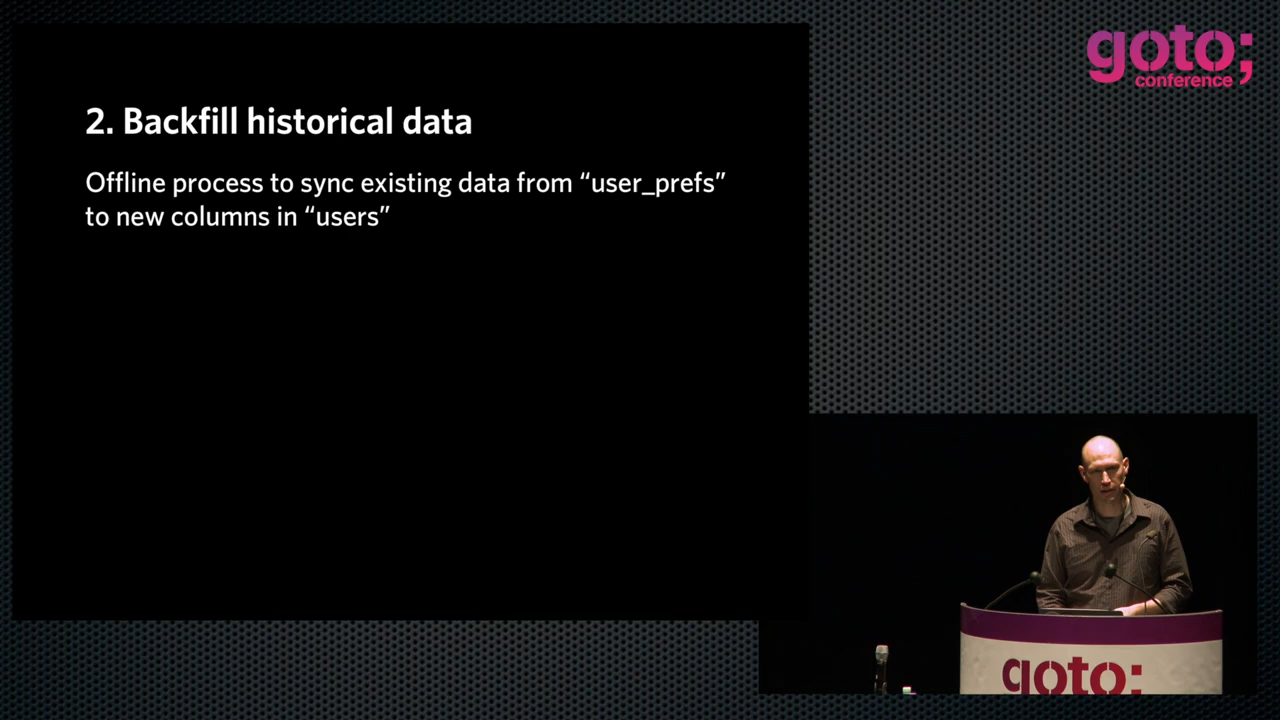 goto;
conference
2. Backfill historical data
Offline process to sync existing data from “user_prefs”
to new columns in “users”
goto;